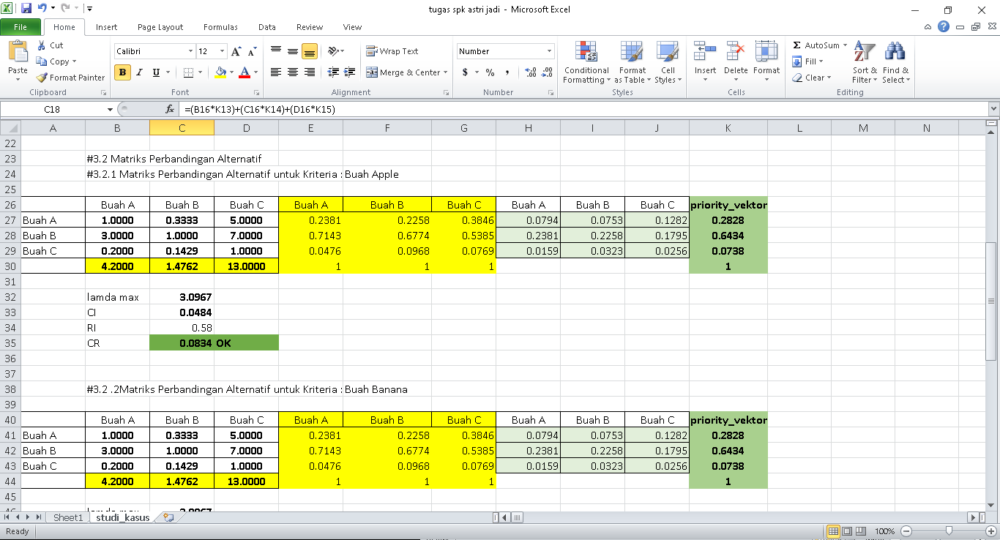 tugas spk astri jadi - Microsoft Excel
File Home Insert Page Layout Formulas Data Review View
Paste
Cut
Copy
Format Painter
Clipboard
Calibri 12
B I U
Font
Wrap Text
Merge & Center
Alignment
Number
$ % ,
Number
Conditional Formatting
Format as Table
Cell Styles
Styles
Insert Delete Format
Cells
Σ AutoSum
Fill
Clear
Sort & Filter
Find & Select
Editing
C18 fx =(B16*K13)+(C16*K14)+(D16*K15)
A B C D E F G H I J K L M N
22
23 #3.2 Matriks Perbandingan Alternatif
24 #3.2.1 Matriks Perbandingan Alternatif untuk Kriteria : Buah Apple
25
26 Buah A Buah B Buah C Buah A Buah B Buah C Buah A Buah B Buah C priority_vektor
27 Buah A 1.0000 0.3333 5.0000 0.2381 0.2258 0.3846 0.0794 0.0753 0.1282 0.2828
28 Buah B 3.0000 1.0000 7.0000 0.7143 0.6774 0.5385 0.2381 0.2258 0.1795 0.6434
29 Buah C 0.2000 0.1429 1.0000 0.0476 0.0968 0.0769 0.0159 0.0323 0.0256 0.0738
30 4.2000 1.4762 13.0000 1 1 1 1
31
32 lamda max 3.0967
33 CI 0.0484
34 RI 0.58
35 CR 0.0834 OK
36
37
38 #3.2 .2Matriks Perbandingan Alternatif untuk Kriteria : Buah Banana
39
40 Buah A Buah B Buah C Buah A Buah B Buah C Buah A Buah B Buah C priority_vektor
41 Buah A 1.0000 0.3333 5.0000 0.2381 0.2258 0.3846 0.0794 0.0753 0.1282 0.2828
42 Buah B 3.0000 1.0000 7.0000 0.7143 0.6774 0.5385 0.2381 0.2258 0.1795 0.6434
43 Buah C 0.2000 0.1429 1.0000 0.0476 0.0968 0.0769 0.0159 0.0323 0.0256 0.0738
44 4.2000 1.4762 13.0000 1 1 1 1
45
46 lamda max 3.0967
Sheet1 studi_kasus
Ready 100%